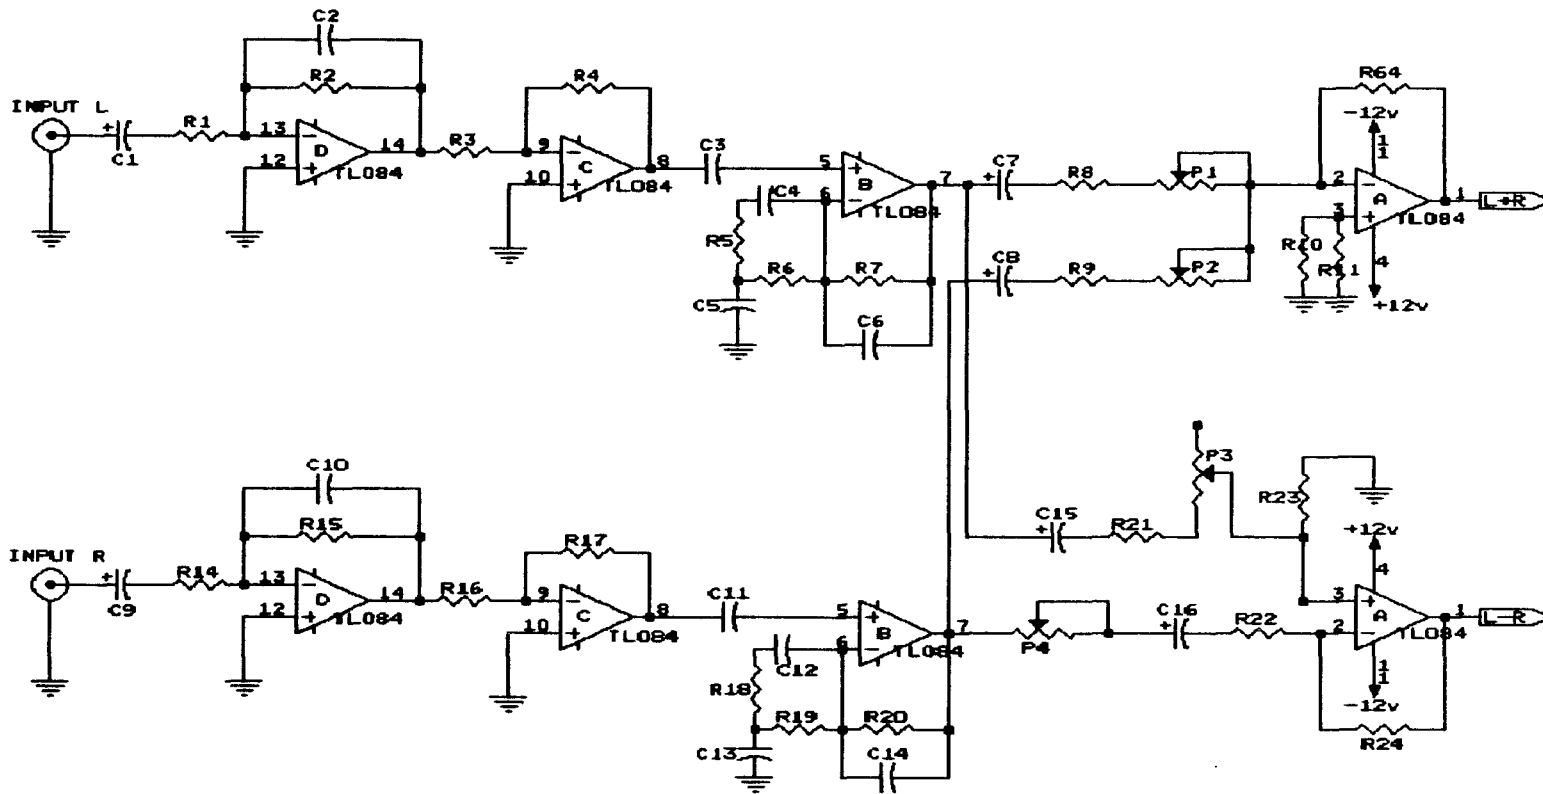 C2
R2
R4
R64
INPUT L
-12v
R1
13
14
R3
9
8
C3
5
C7
R8
P1
11
C1
12
D
TL084
10
C
TL084
C4
6
B
TL084
7
2
3
A
TL084
1
L+R
R5
R6
R7
C8
R9
P2
R10
R11
4
C5
C6
+12v
P3
C10
R23
R15
C15
R21
+12v
INPUT R
R17
4
R14
13
14
R16
9
8
C11
5
C16
R22
3
A
1
L-R
C9
12
D
TL084
10
C
TL084
6
B
TL084
7
P4
2
TL084
C12
R18
11
-12v
R19
R20
R24
C13
C14